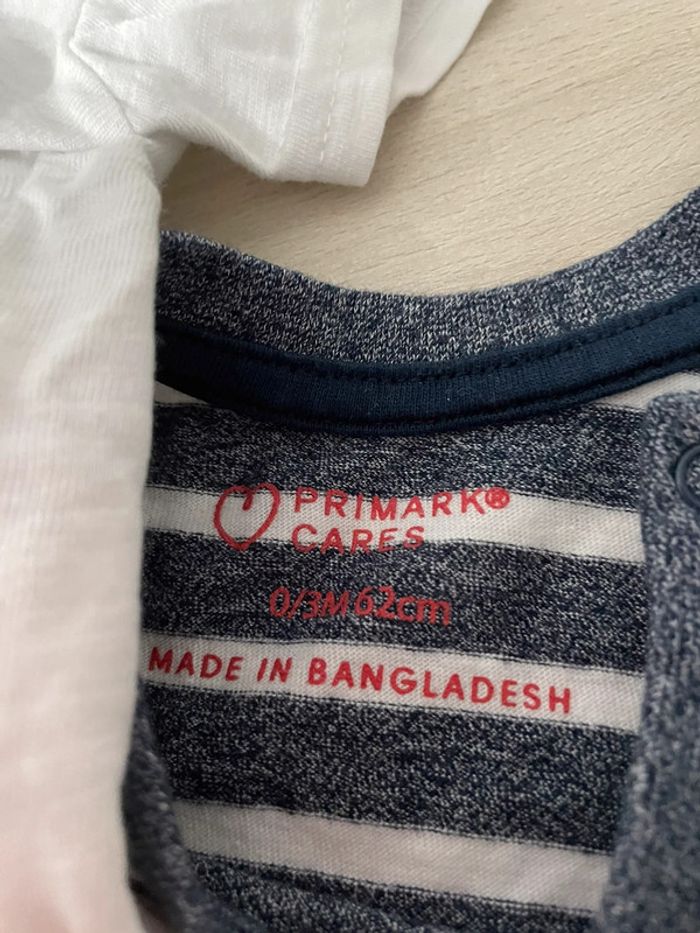 PRIMARK®
CARES
0/3M 62cm
MADE IN BANGLADESH